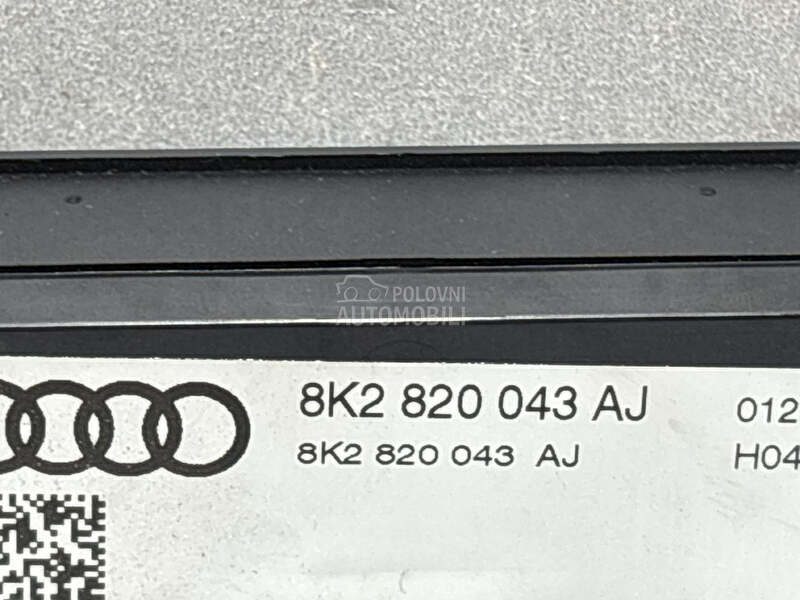 POLOVNI
AUTOMOBILI
8K2 820 043 AJ 012
8K2 820 043 AJ H04